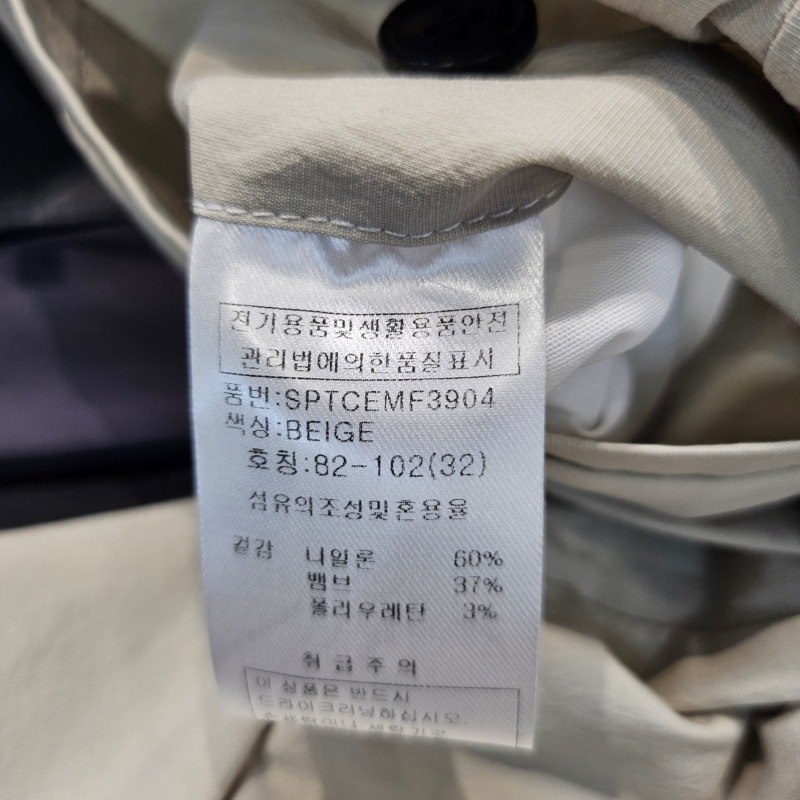 전기용품및생활용품안전
관리법에의한품질표시
품번:SPTCEMF3904
색상:BEIGE
호칭:82-102(32)
섬유의조성및혼용율
겉감 나일론 60%
뱀브 37%
폴리우레탄 3%
취급주의
이 상품은 반드시
드라이크리닝하십시오.